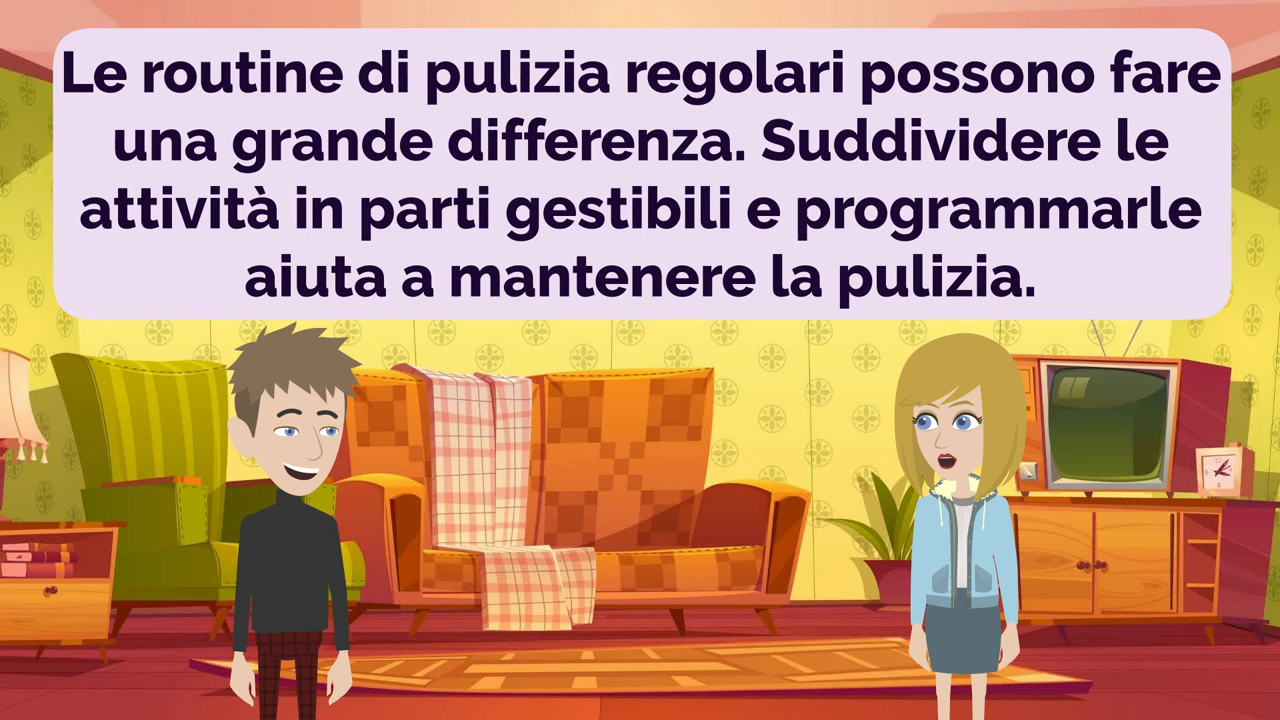 Le routine di pulizia regolari possono fare
una grande differenza. Suddividere le
attività in parti gestibili e programmarle
aiuta a mantenere la pulizia.